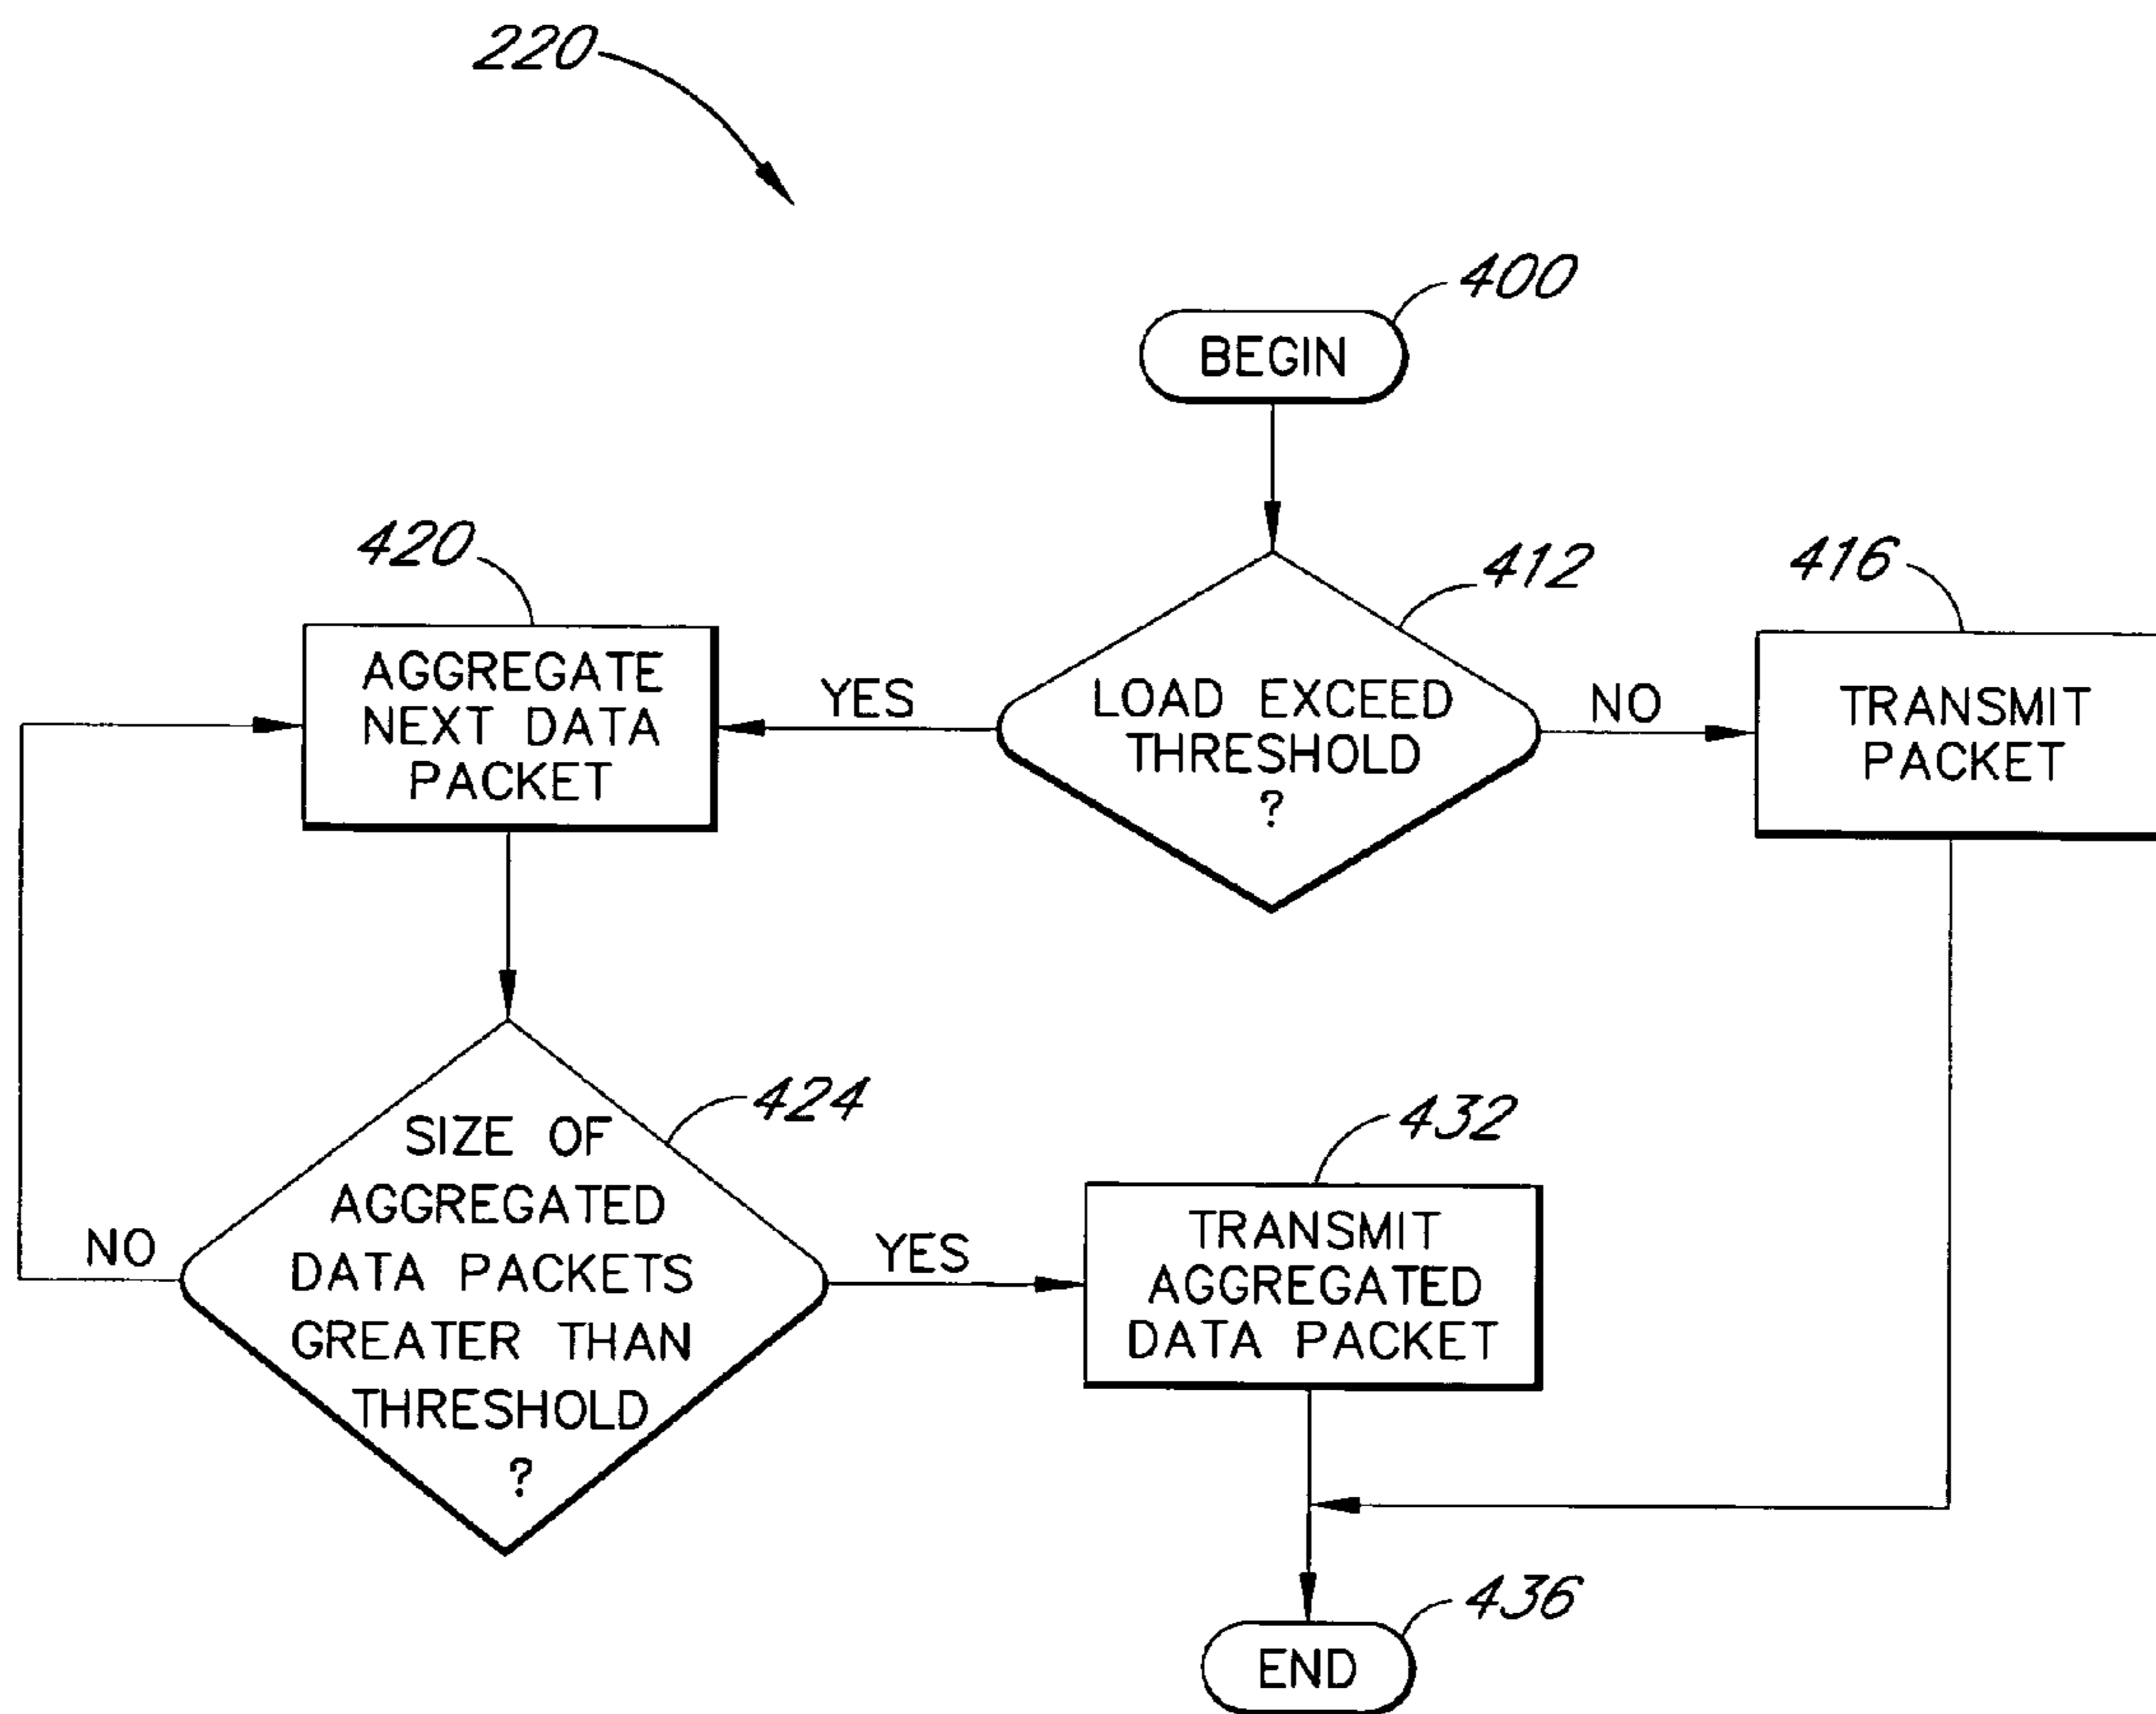 220
400
BEGIN
420
412
416
AGGREGATE
NEXT DATA
PACKET
YES
LOAD EXCEED
THRESHOLD
?
NO
TRANSMIT
PACKET
424
SIZE OF
AGGREGATED
DATA PACKETS
GREATER THAN
THRESHOLD
?
NO
YES
432
TRANSMIT
AGGREGATED
DATA PACKET
436
END